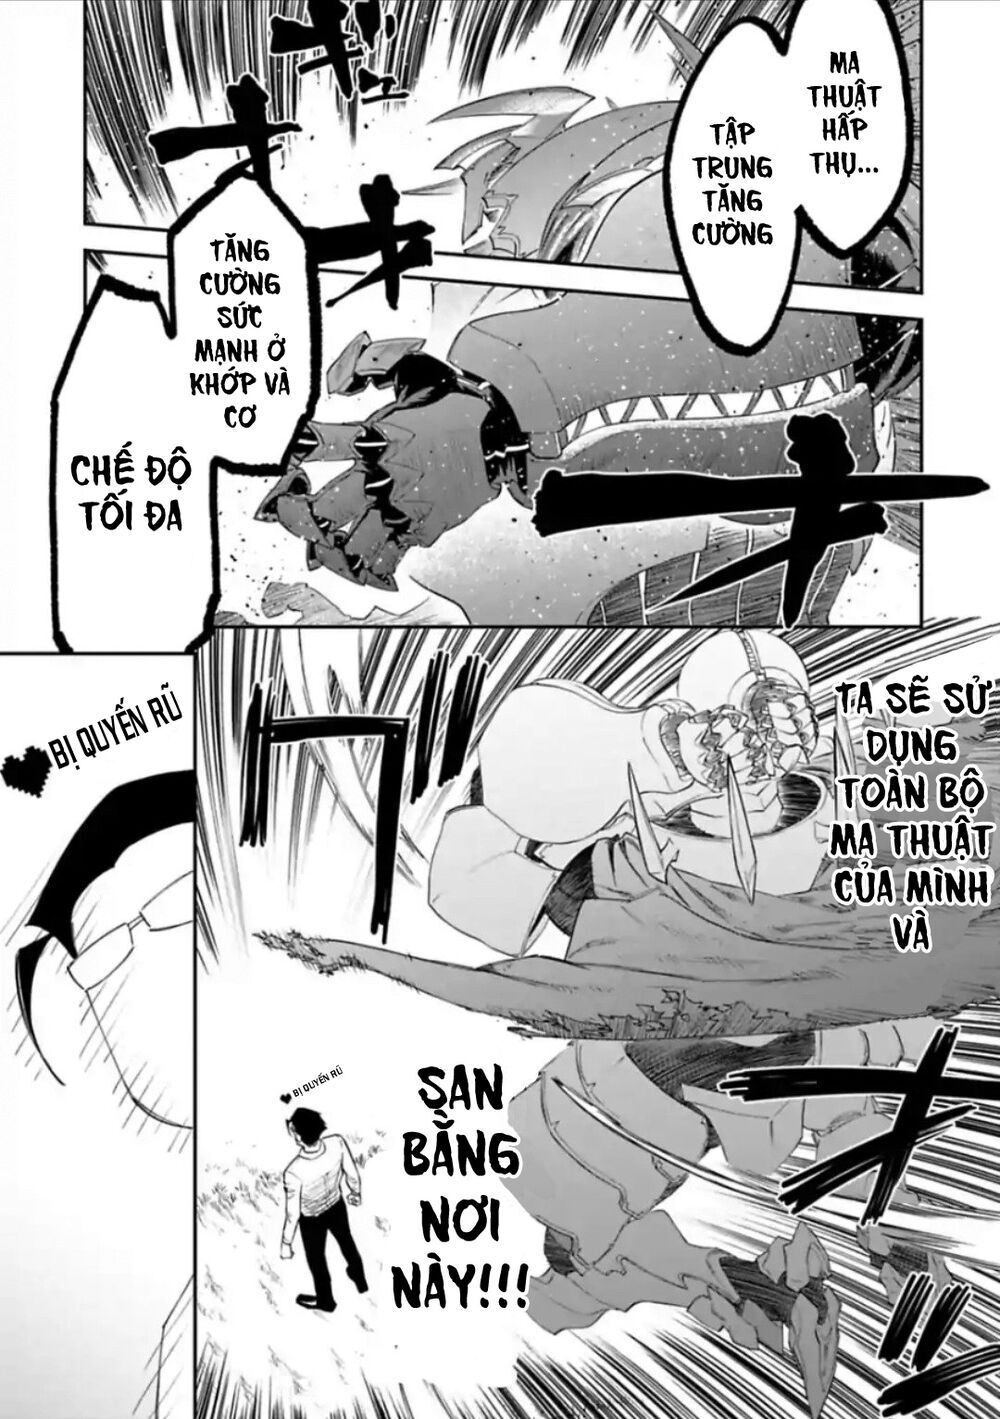 MA
THUẬT
HẤP
THỤ...
TẬP
TRUNG
TĂNG
CƯỜNG
TĂNG
CƯỜNG
SỨC
MẠNH Ở
KHỚP VÀ
CƠ
CHẾ ĐỘ
TỐI ĐA
TA SẼ SỬ
DỤNG
TOÀN BỘ
MA THUẬT
CỦA MÌNH
VÀ
BỊ QUYẾN RŨ
BỊ QUYẾN RŨ
SAN
BẰNG
NƠI
NÀY!!!